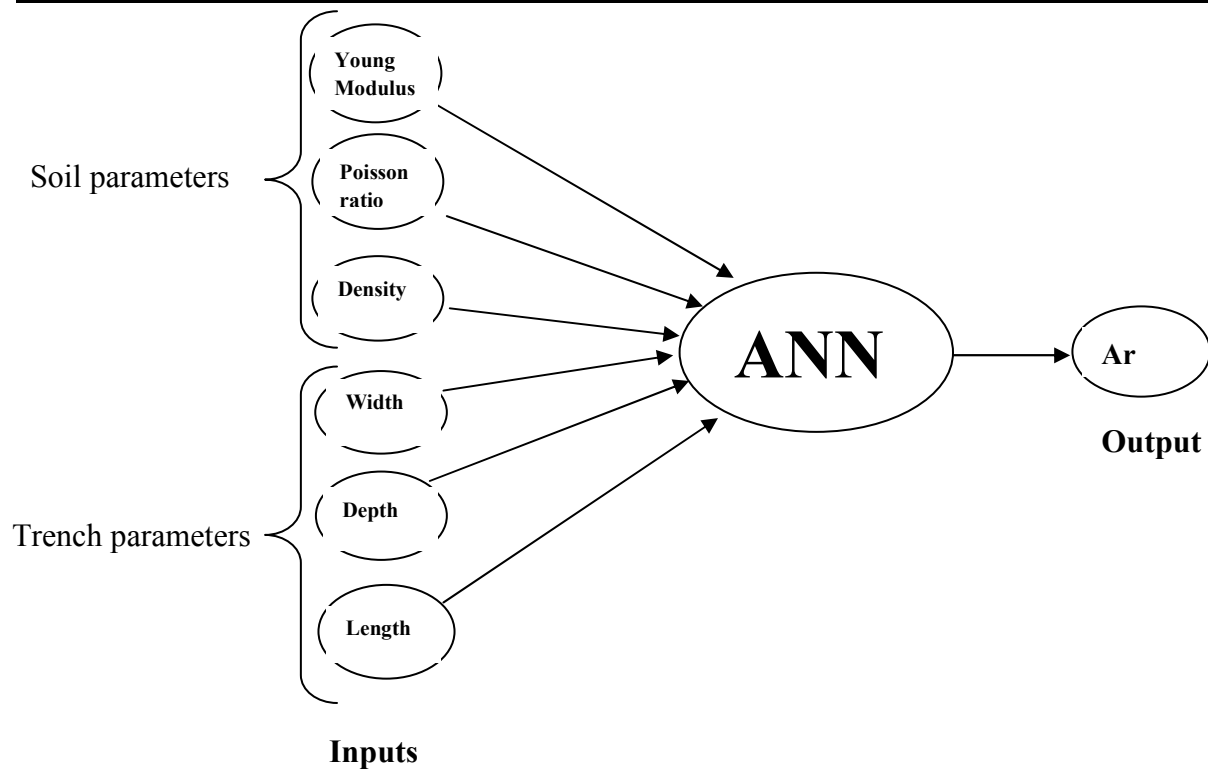 Young
Modulus
Soil parameters
Poisson
ratio
Density
Width
Trench parameters
Depth
Length
Inputs
ANN
Ar
Output